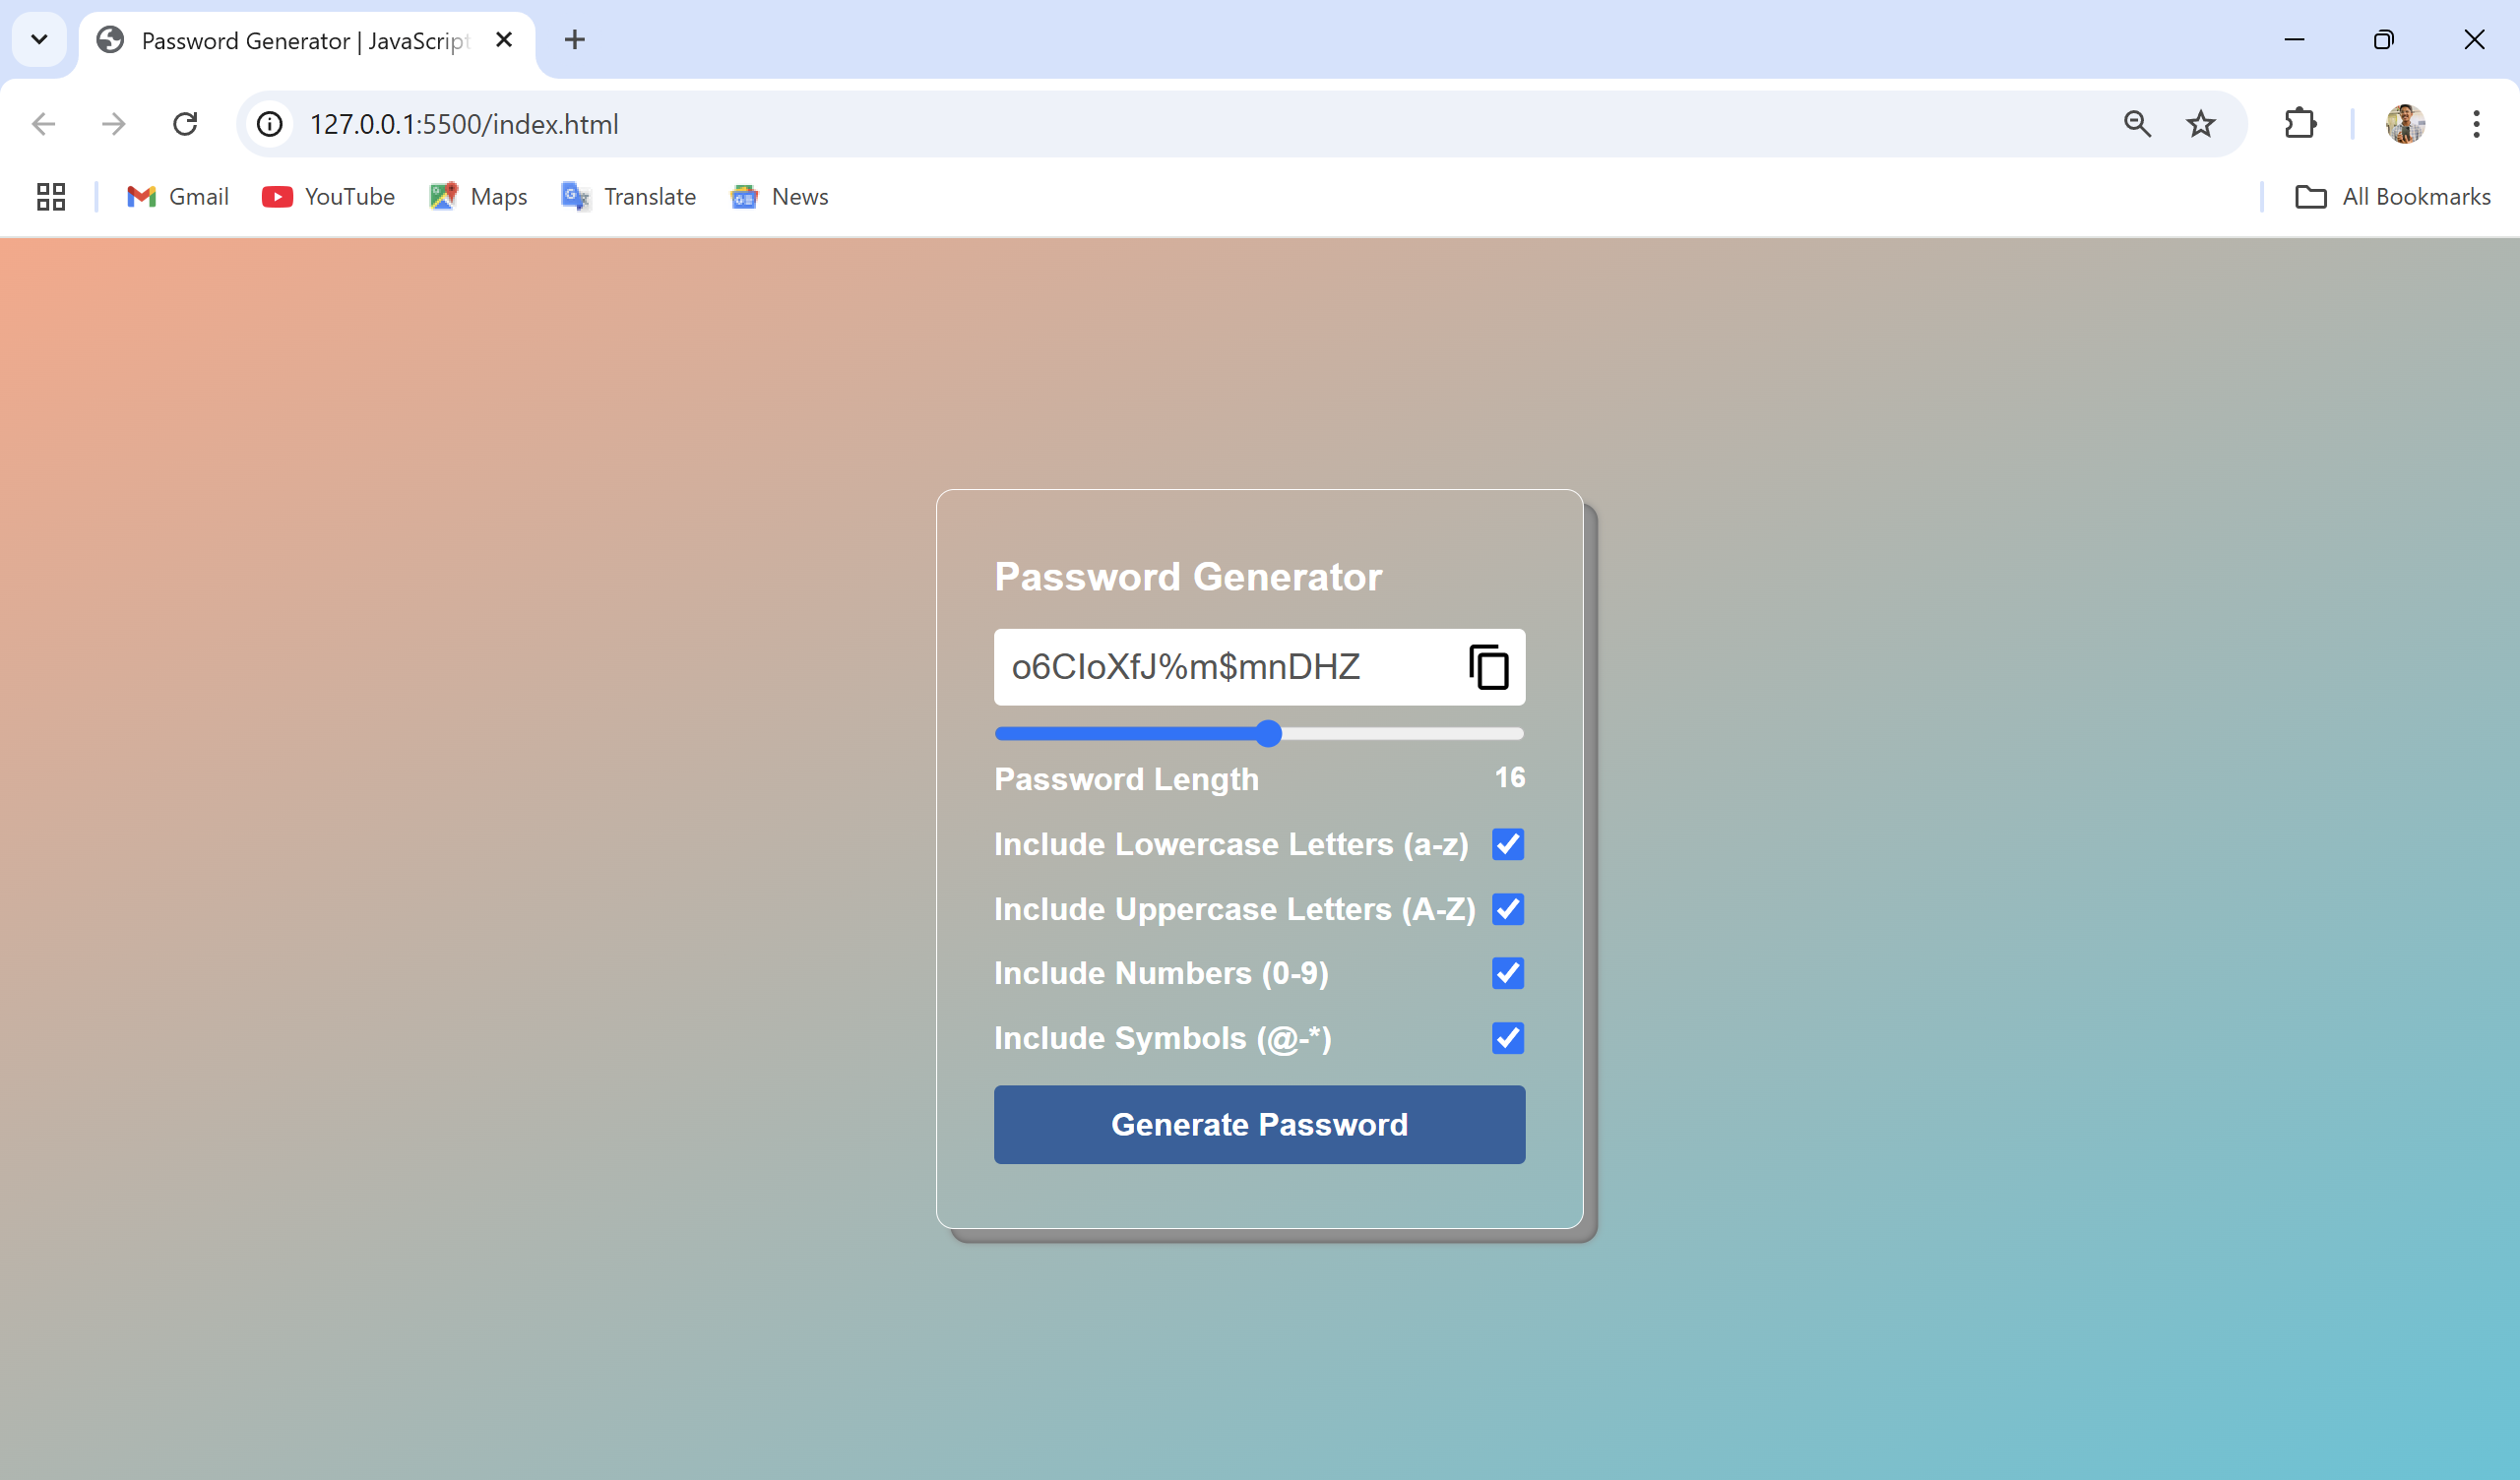 Password Generator | JavaScript
127.0.0.1:5500/index.html
Gmail YouTube Maps Translate News All Bookmarks
Password Generator
o6CIoXfJ%m$mnDHZ
Password Length 16
Include Lowercase Letters (a-z)
Include Uppercase Letters (A-Z)
Include Numbers (0-9)
Include Symbols (@-*)
Generate Password